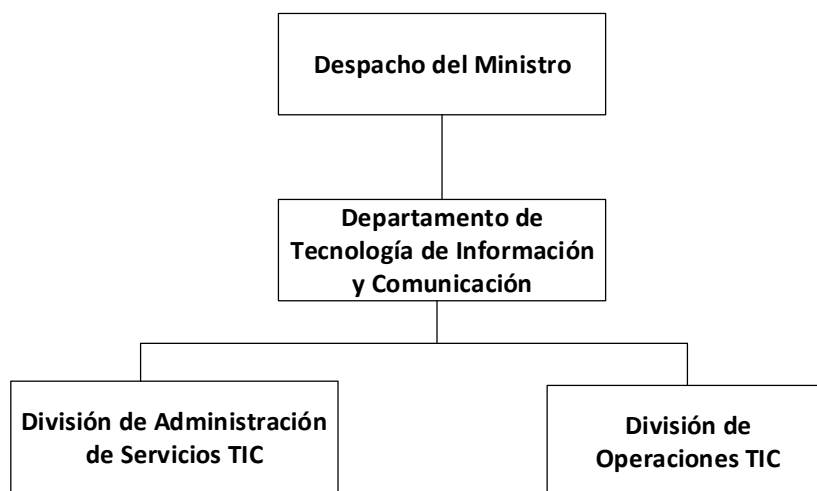 Despacho del Ministro
Departamento de
Tecnología de Información
y Comunicación
División de Administración
de Servicios TIC
División de
Operaciones TIC